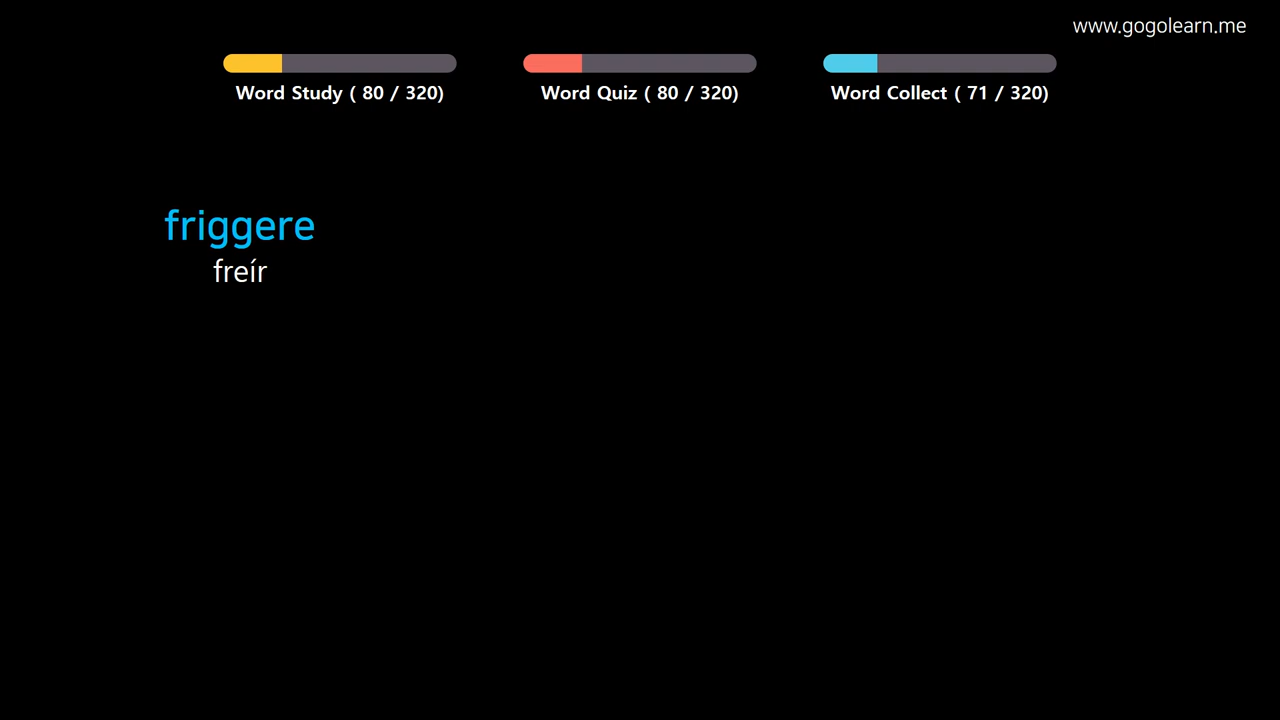 www.gogolearn.me
Word Study ( 80 / 320)
Word Quiz ( 80 / 320)
Word Collect ( 71 / 320)
friggere
freír